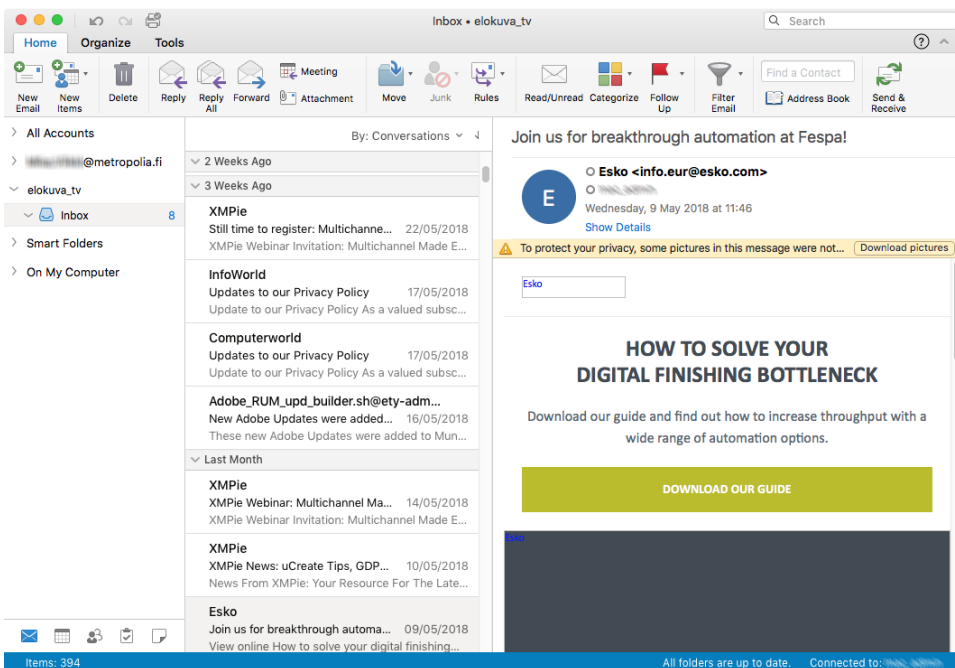 Inbox • elokuva_tv
Search
Home Organize Tools
?
New Email
New Items
Delete
Reply
Reply All
Forward
Meeting
Attachment
Move
Junk
Rules
Read/Unread
Categorize
Follow Up
Filter Email
Find a Contact
Address Book
Send & Receive
All Accounts
@metropolia.fi
elokuva_tv
Inbox 8
Smart Folders
On My Computer
By: Conversations
2 Weeks Ago
3 Weeks Ago
XMPie
Still time to register: Multichanne... 22/05/2018
XMPie Webinar Invitation: Multichannel Made E...
InfoWorld
Updates to our Privacy Policy 17/05/2018
Update to our Privacy Policy As a valued subsc...
Computerworld
Updates to our Privacy Policy 17/05/2018
Update to our Privacy Policy As a valued subsc...
Adobe_RUM_upd_builder.sh@ety-adm...
New Adobe Updates were added... 16/05/2018
These new Adobe Updates were added to Mun...
Last Month
XMPie
XMPie Webinar: Multichannel Ma... 14/05/2018
XMPie Webinar Invitation: Multichannel Made E...
XMPie
XMPie News: uCreate Tips, GDP... 10/05/2018
News From XMPie: Your Resource For The Late...
Esko
Join us for breakthrough automa... 09/05/2018
View online How to solve your digital finishing...
Join us for breakthrough automation at Fespa!
E
Esko <info.eur@esko.com>
Wednesday, 9 May 2018 at 11:46
Show Details
To protect your privacy, some pictures in this message were not... Download pictures
Esko
HOW TO SOLVE YOUR
DIGITAL FINISHING BOTTLENECK
Download our guide and find out how to increase throughput with a
wide range of automation options.
DOWNLOAD OUR GUIDE
Esko
Items: 394
All folders are up to date. Connected to: